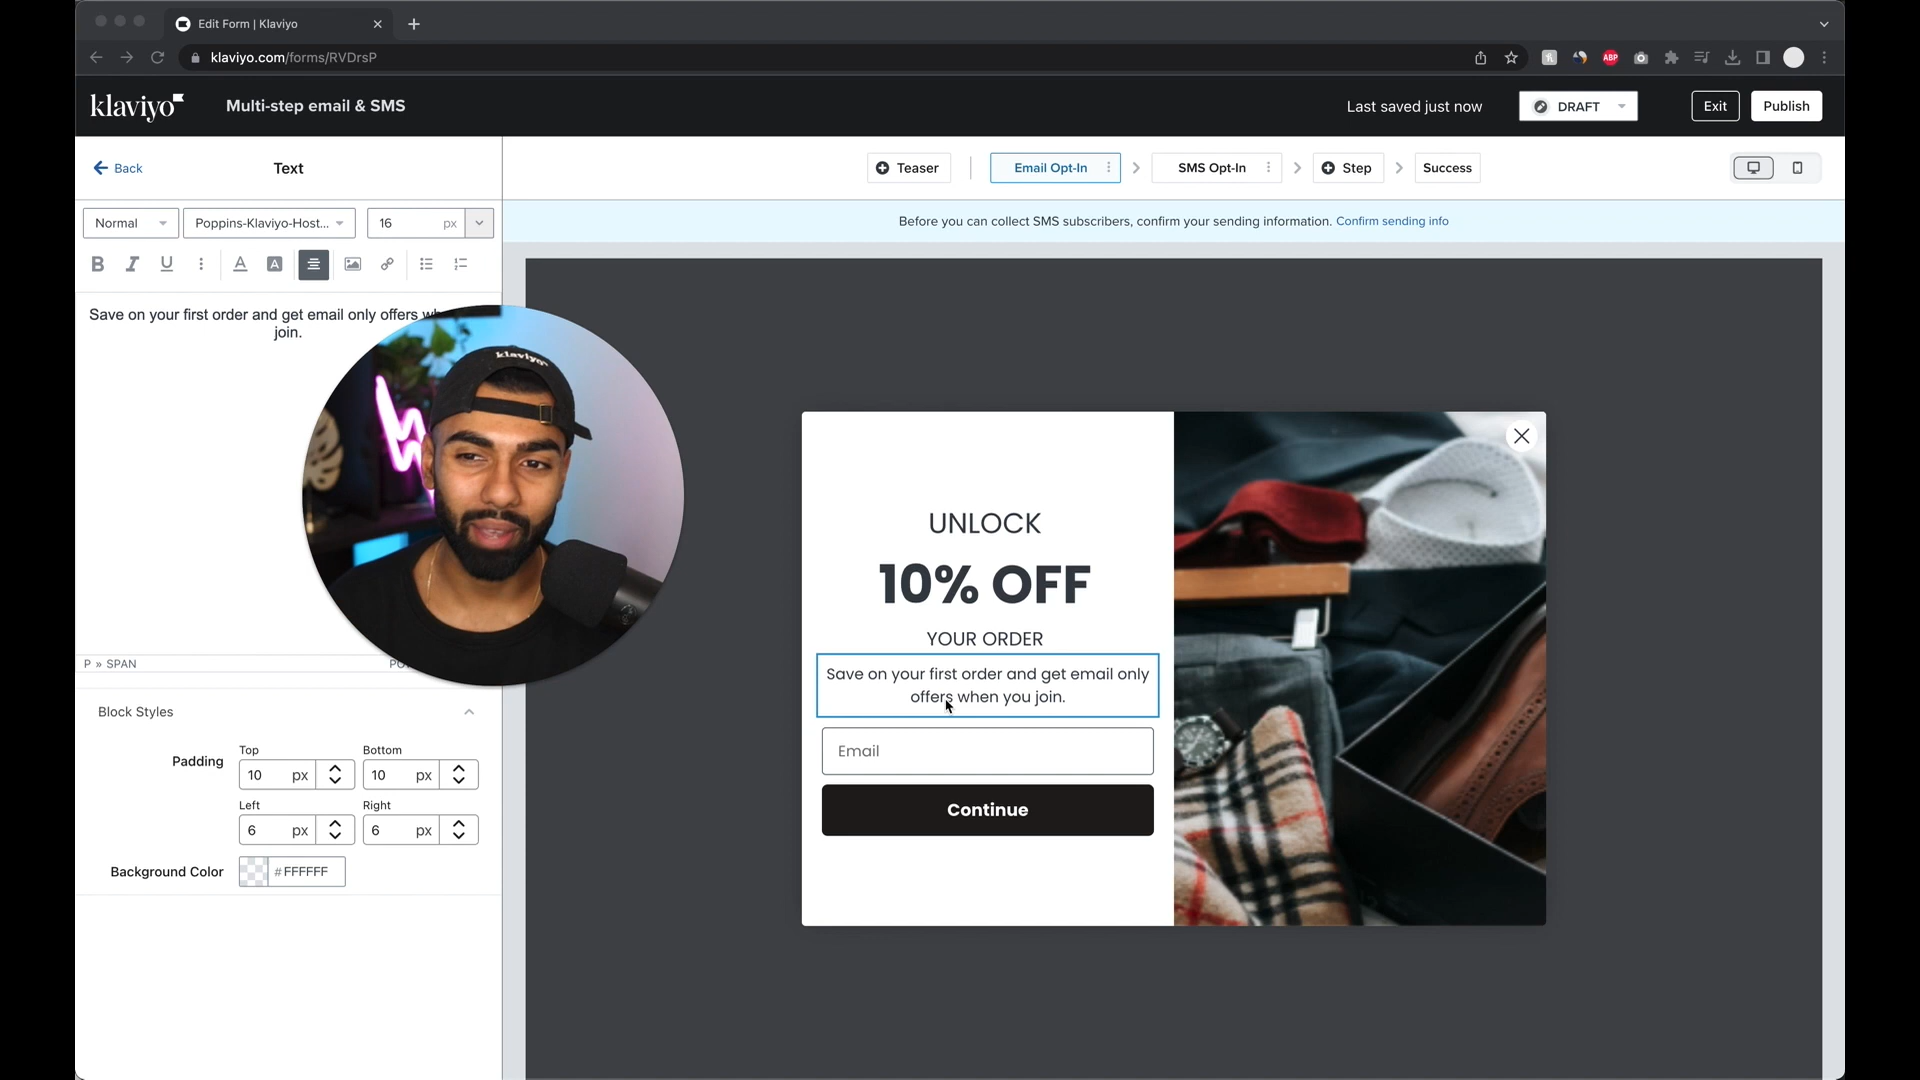 Edit Form | Klaviyo
klaviyo.com/forms/RVDrsP
ABP
klaviyo
Multi-step email & SMS
Last saved just now
DRAFT
Exit
Publish
Back
Text
Teaser
Email Opt-In
SMS Opt-In
Step
Success
Normal
Poppins-Klaviyo-Host...
16 px
Before you can collect SMS subscribers, confirm your sending information. Confirm sending info
B I U A A
Save on your first order and get email only offers
join.
klaviyo
P » SPAN
UNLOCK
10% OFF
YOUR ORDER
Save on your first order and get email only
offers when you join.
Email
Continue
Block Styles
Padding
Top
Bottom
10 px
10 px
Left
Right
6 px
6 px
Background Color
# FFFFFF